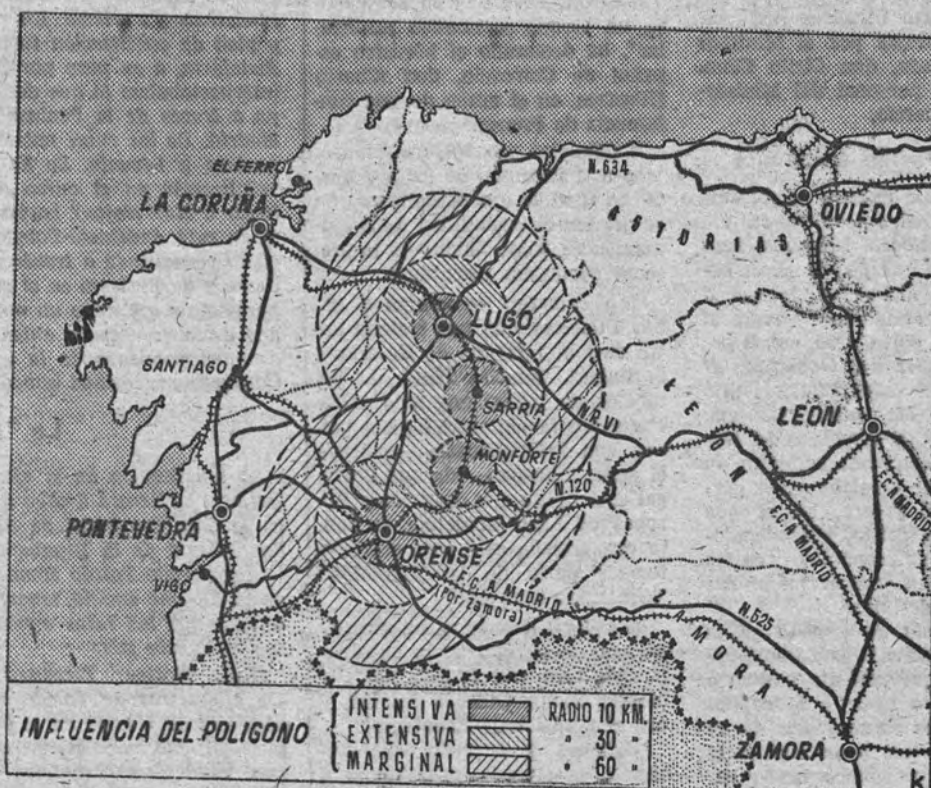 EL FERROL
LA CORUÑA
N.634
OVIEDO
ASTURIAS
LUGO
SANTIAGO
SARRIA
N.R.VI
LEON
LEON
MONFORTE
N.120
F.C.A MADRID
F.C.A MADRID
PONTEVEDRA
ORENSE
VIGO
F.C. A. MADRID
(Por Zamora)
ZAMORA
N.525
INFLUENCIA DEL POLIGONO
INTENSIVA RADIO 10 KM.
EXTENSIVA " 30 "
MARGINAL " 60 "
ZAMORA
k